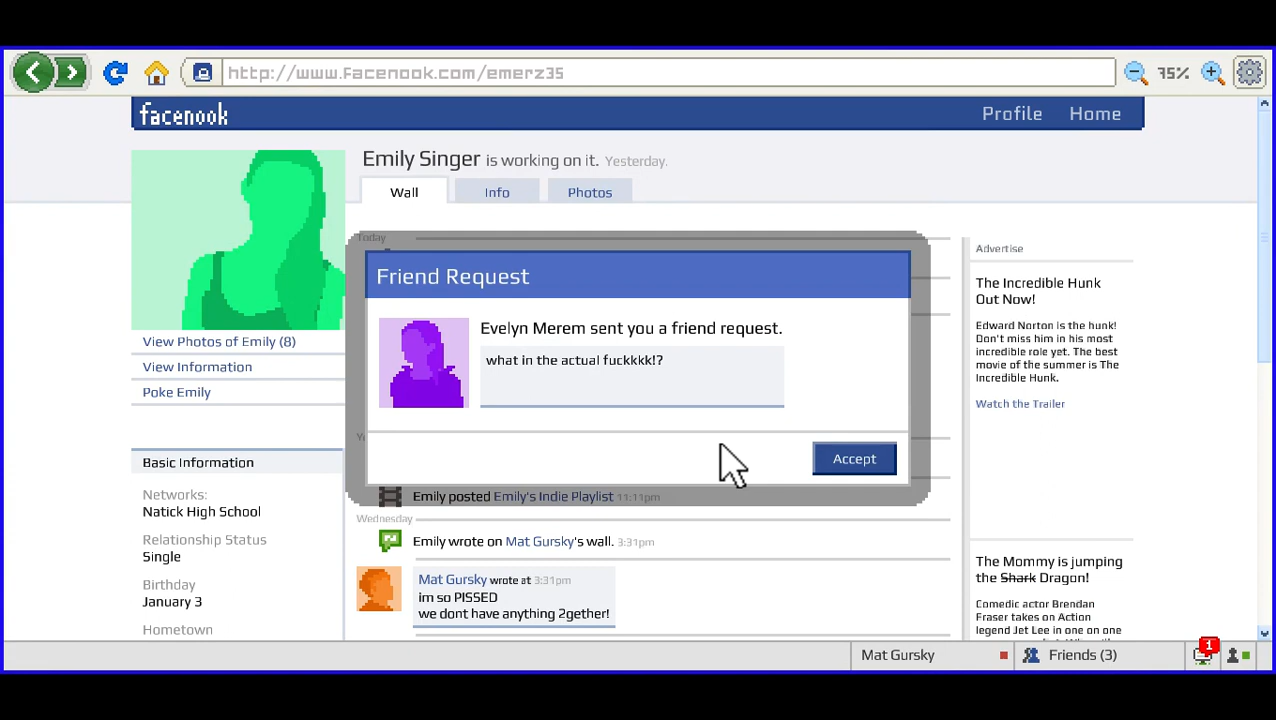 http://www.facenook.com/emerz35
75%
facenook
Profile Home
Emily Singer is working on it. Yesterday.
Wall Info Photos
View Photos of Emily (8)
View Information
Poke Emily
Basic Information
Networks:
Natick High School
Relationship Status
Single
Birthday
January 3
Hometown
Today
Friend Request
Evelyn Merem sent you a friend request.
what in the actual fuckkkk!?
Accept
Emily posted Emily's Indie Playlist 11:11pm
Wednesday
Emily wrote on Mat Gursky's wall. 3:31pm
Mat Gursky wrote at 3:31pm
im so PISSED
we dont have anything 2gether!
Advertise
The Incredible Hunk
Out Now!
Edward Norton is the hunk!
Don't miss him in his most
incredible role yet. The best
movie of the summer is The
Incredible Hunk.
Watch the Trailer
The Mommy is jumping
the Shark Dragon!
Comedic actor Brendan
Fraser takes on Action
legend Jet Lee in one on one
Mat Gursky
Friends (3)
1